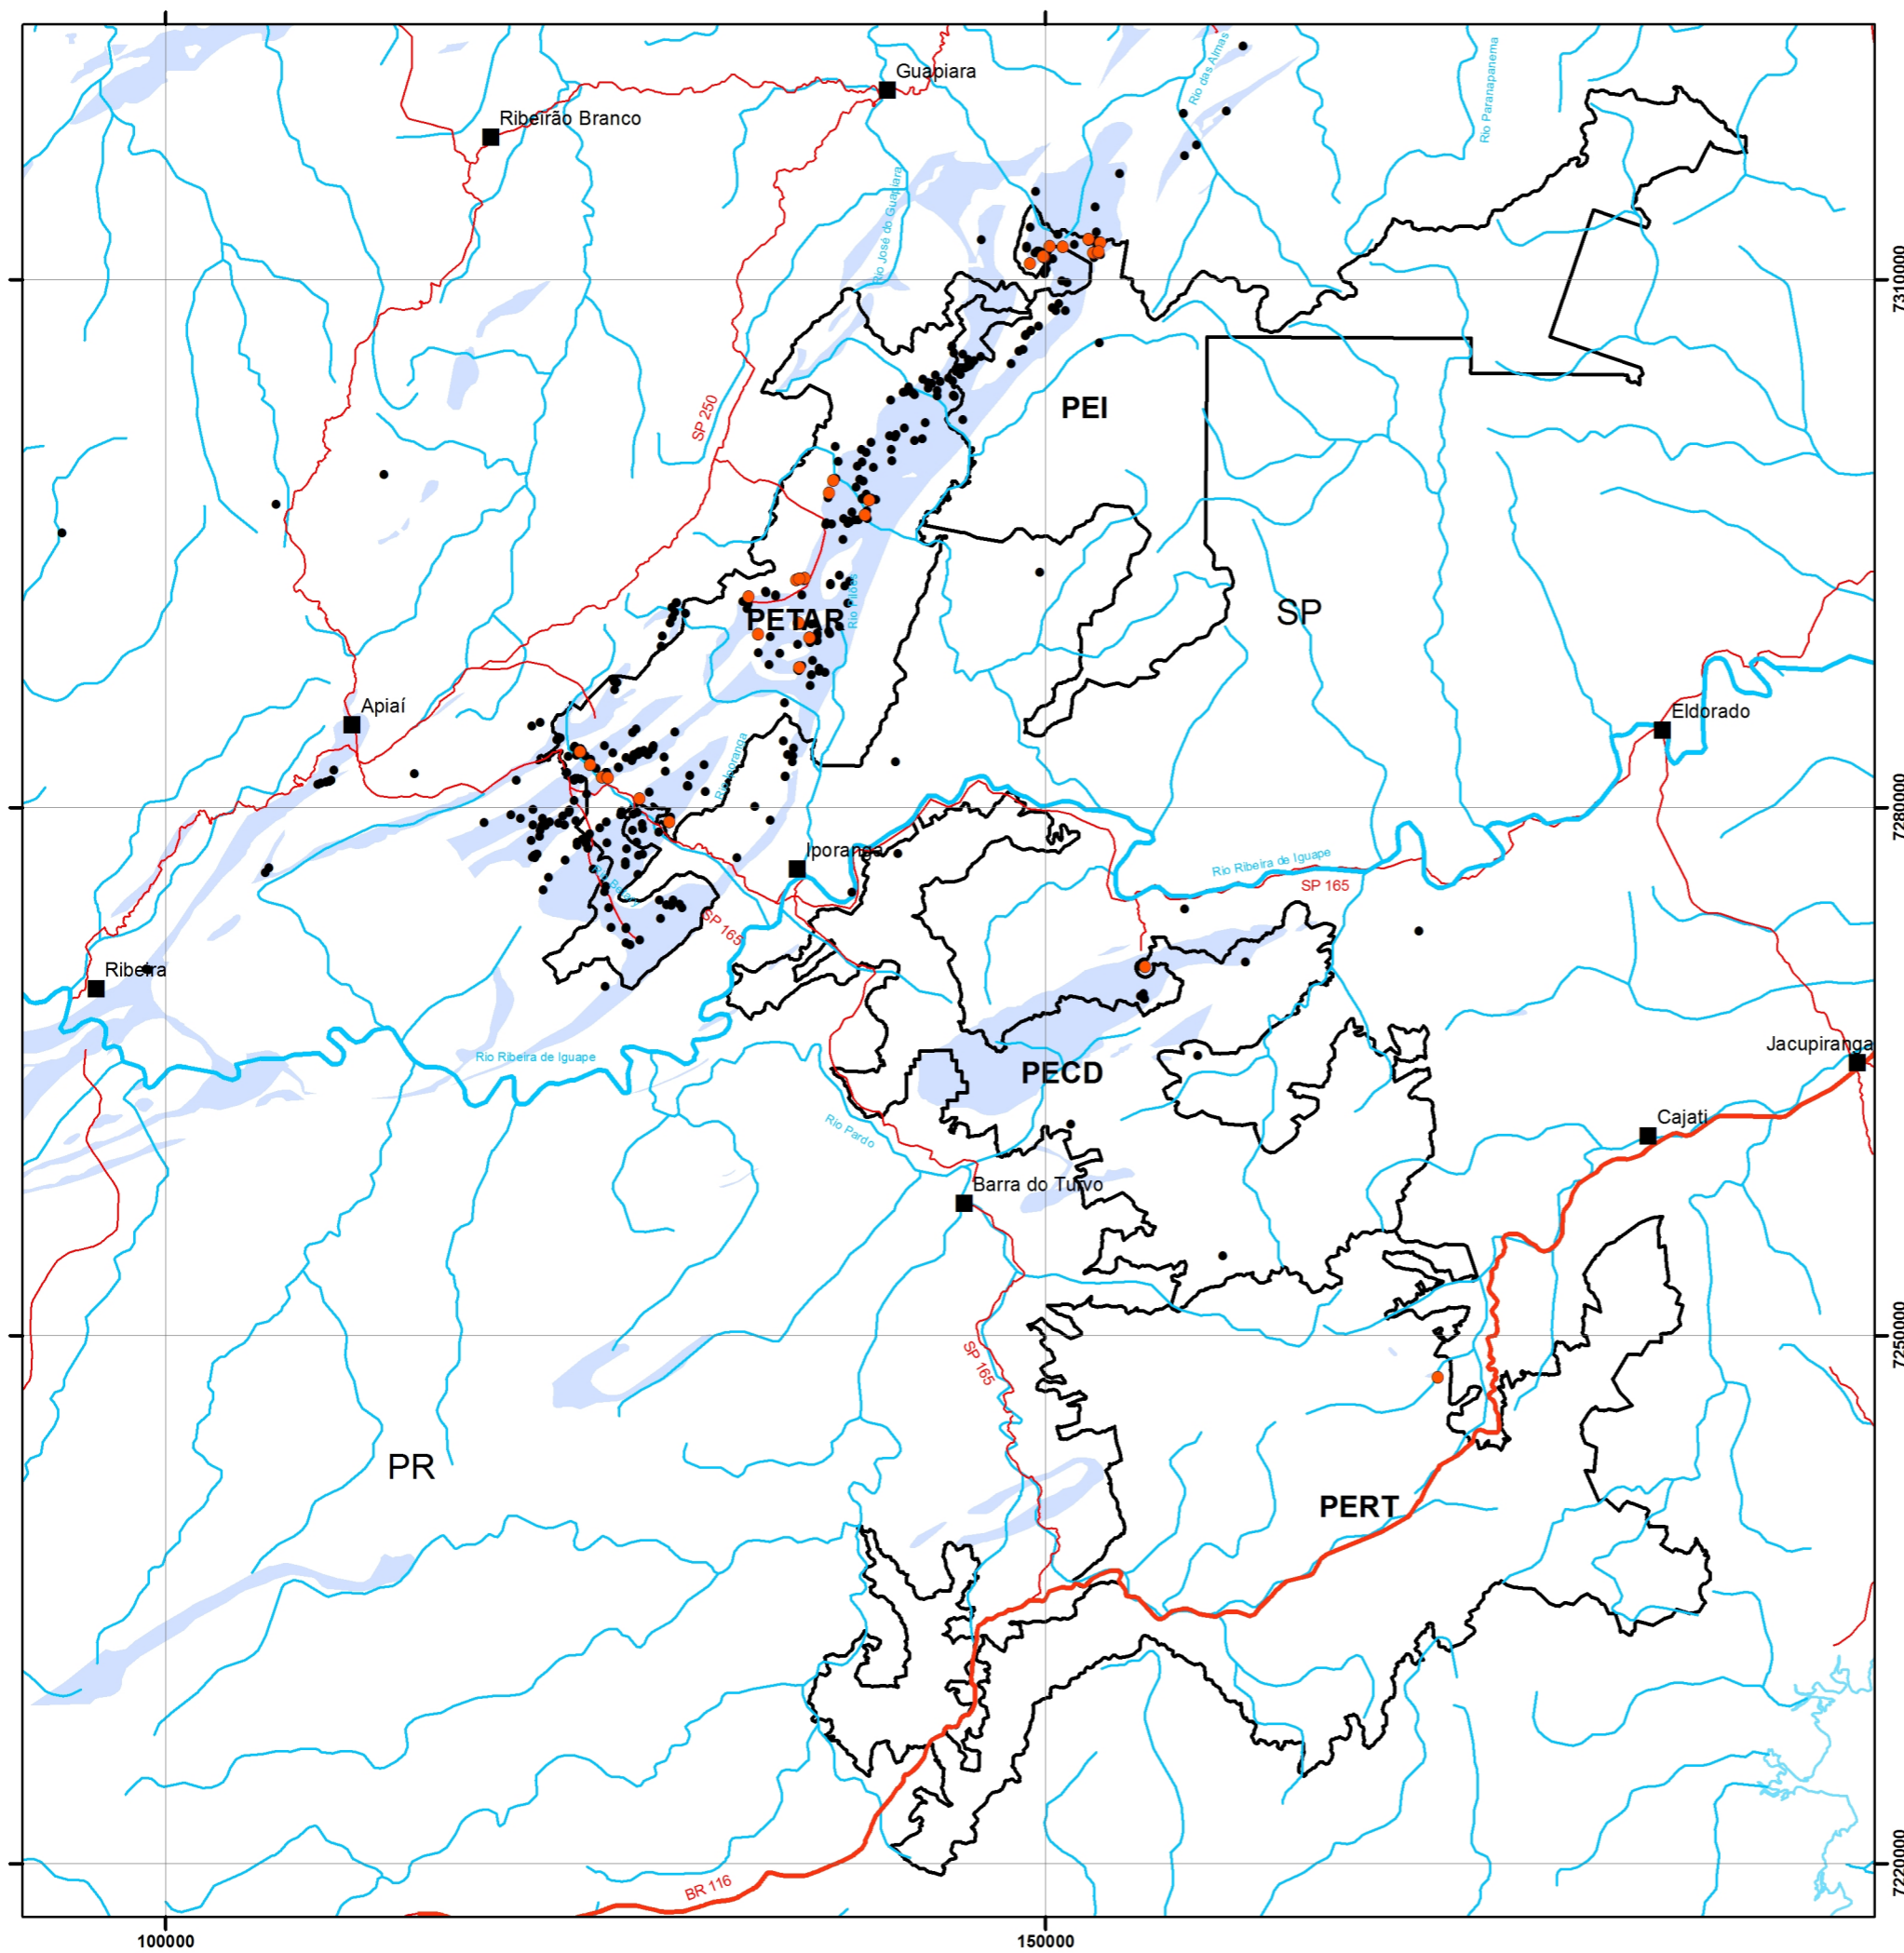 Guapiara
Rio das Almas
Rio Paranapanema
Ribeirão Branco
Rio José do Guapiara
7310000
SP 250
PEI
Rio Pilões
PETAR
SP
Apiaí
Eldorado
Rio Iporanga
7280000
Iporanga
Rio Ribeira de Iguape
SP 165
SP 165
Ribeira
Rio Ribeira de Iguape
Jacupiranga
PECD
Cajati
Rio Pardo
Barra do Turvo
7250000
SP 165
PR
PERT
7220000
BR 116
100000
150000